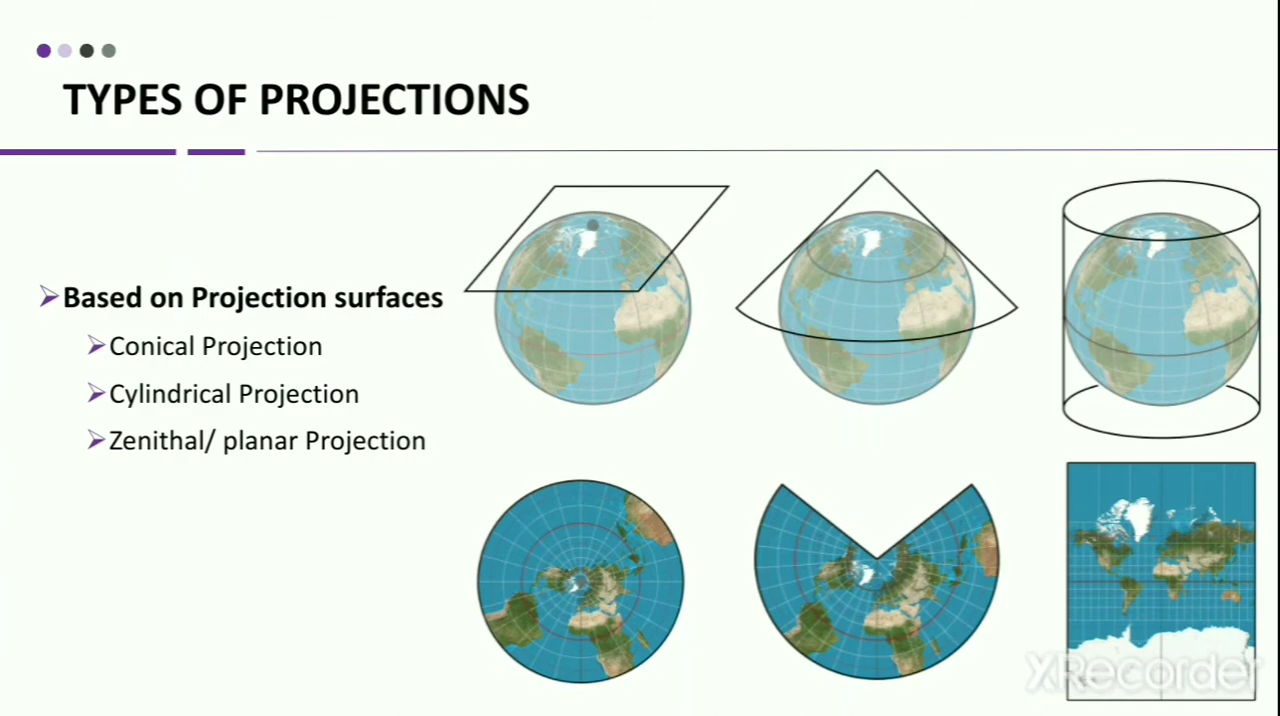 TYPES OF PROJECTIONS
Based on Projection surfaces
Conical Projection
Cylindrical Projection
Zenithal/ planar Projection
XRecorder